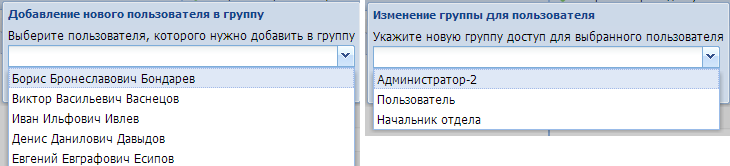 Добавление нового пользователя в группу
Выберите пользователя, которого нужно добавить в группу
Борис Бронеславович Бондарев
Виктор Васильевич Васнецов
Иван Ильфович Ивлев
Денис Данилович Давыдов
Евгений Евграфович Есипов
Изменение группы для пользователя
Укажите новую группу доступ для выбранного пользователя
Администратор-2
Пользователь
Начальник отдела